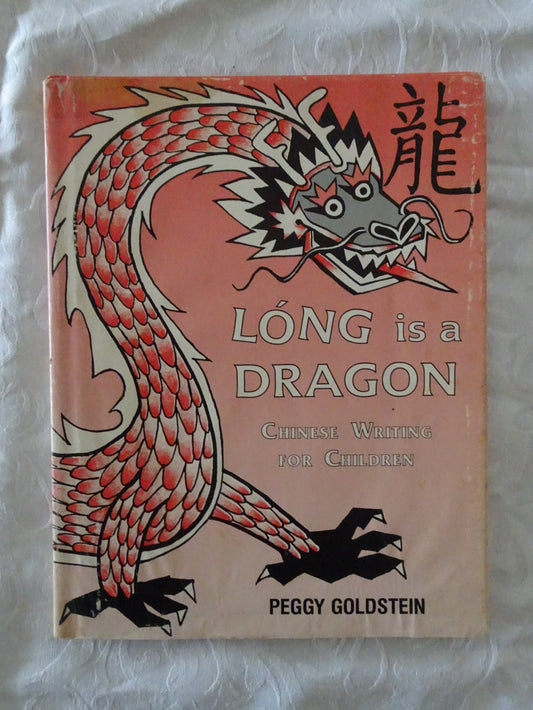 龍
LÓNG is a
DRAGON
Chinese Writing
for Children
PEGGY GOLDSTEIN